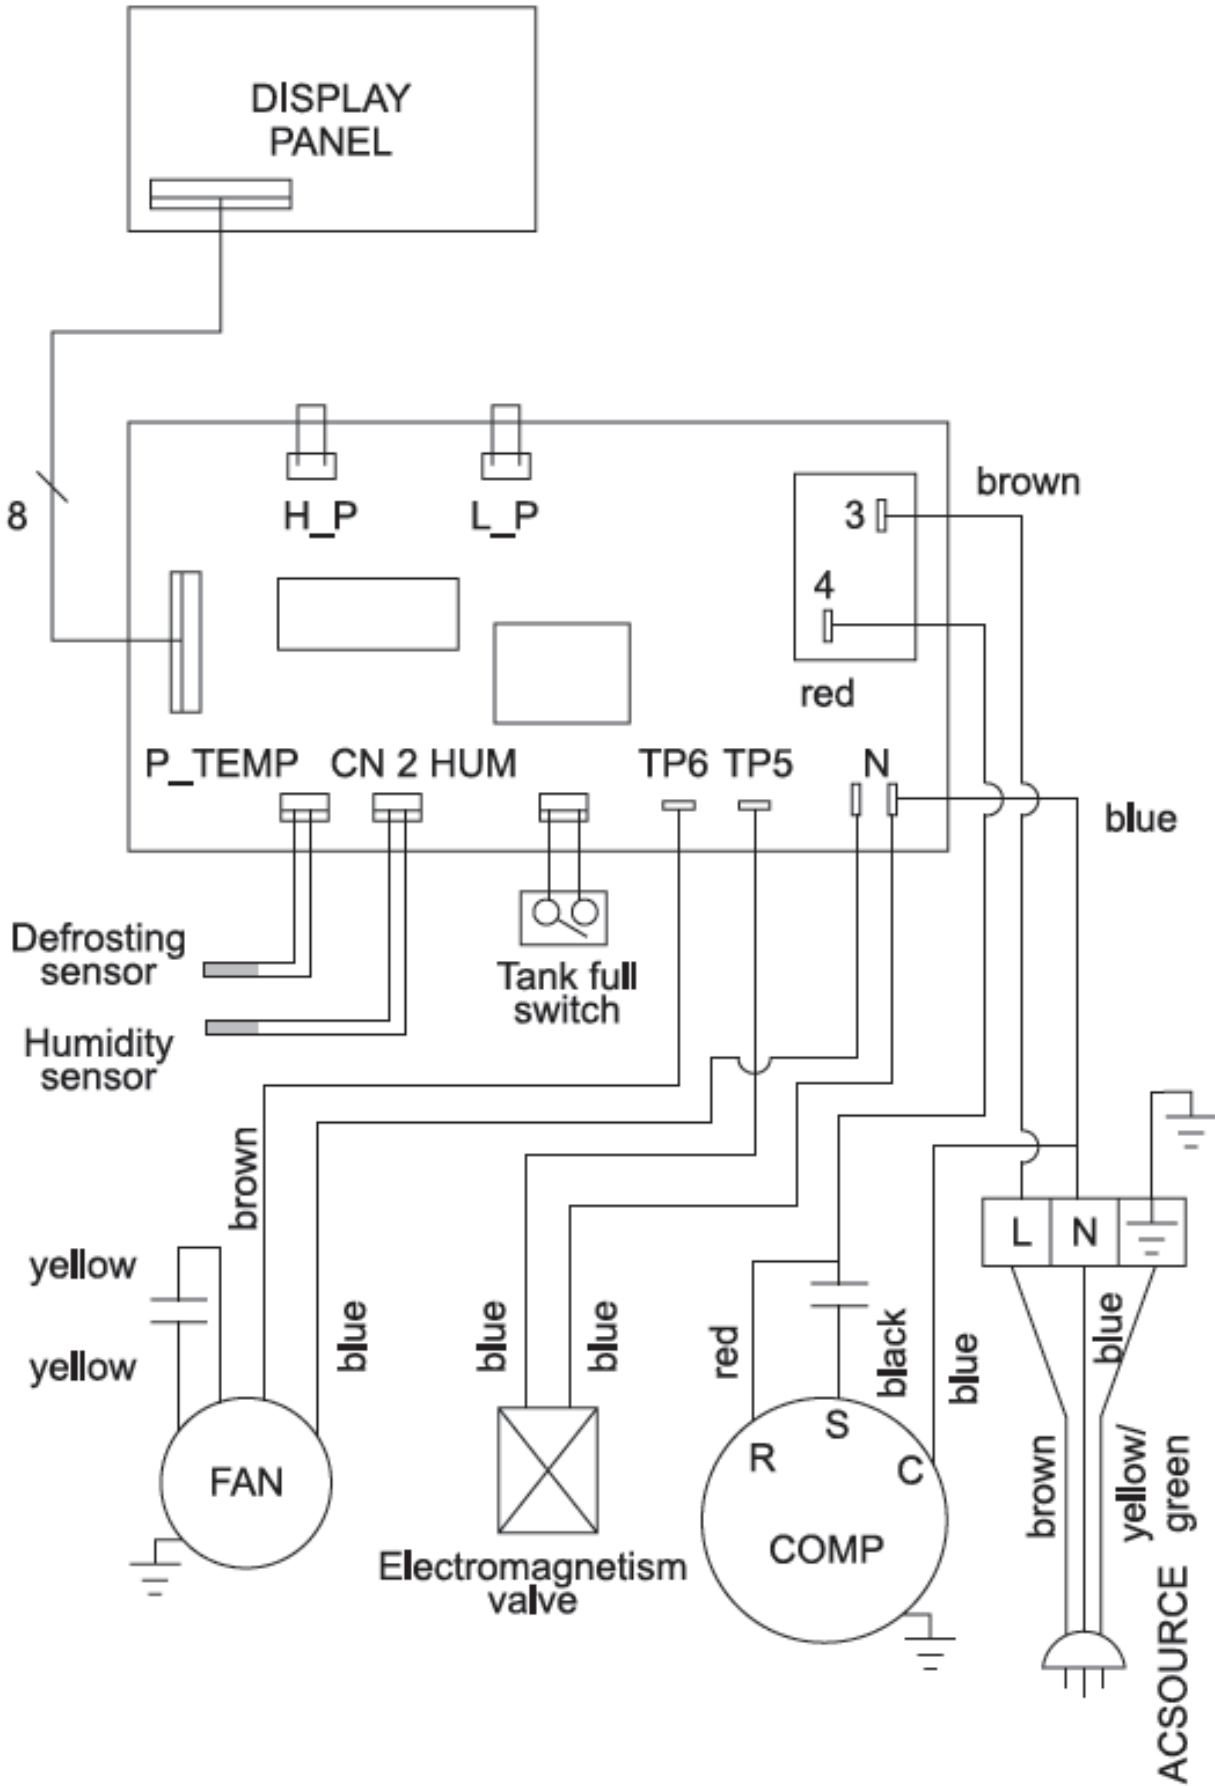 DISPLAY
PANEL
8
H_P
L_P
3
4
red
brown
P_TEMP
CN 2 HUM
TP6
TP5
N
blue
Defrosting
sensor
Humidity
sensor
Tank full
switch
brown
yellow
yellow
blue
blue
blue
red
black
blue
L
N
blue
brown
yellow/
green
FAN
Electromagnetism
valve
R
S
C
COMP
ACSOURCE